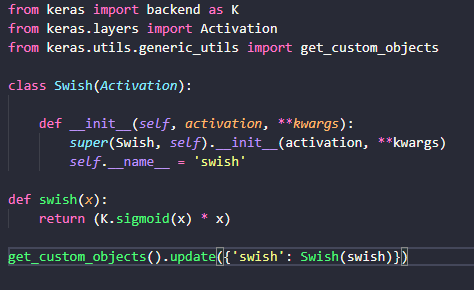 from keras import backend as K
from keras.layers import Activation
from keras.utils.generic_utils import get_custom_objects

class Swish(Activation):

    def __init__(self, activation, **kwargs):
        super(Swish, self).__init__(activation, **kwargs)
        self.__name__ = 'swish'

def swish(x):
    return (K.sigmoid(x) * x)

get_custom_objects().update({'swish': Swish(swish)})